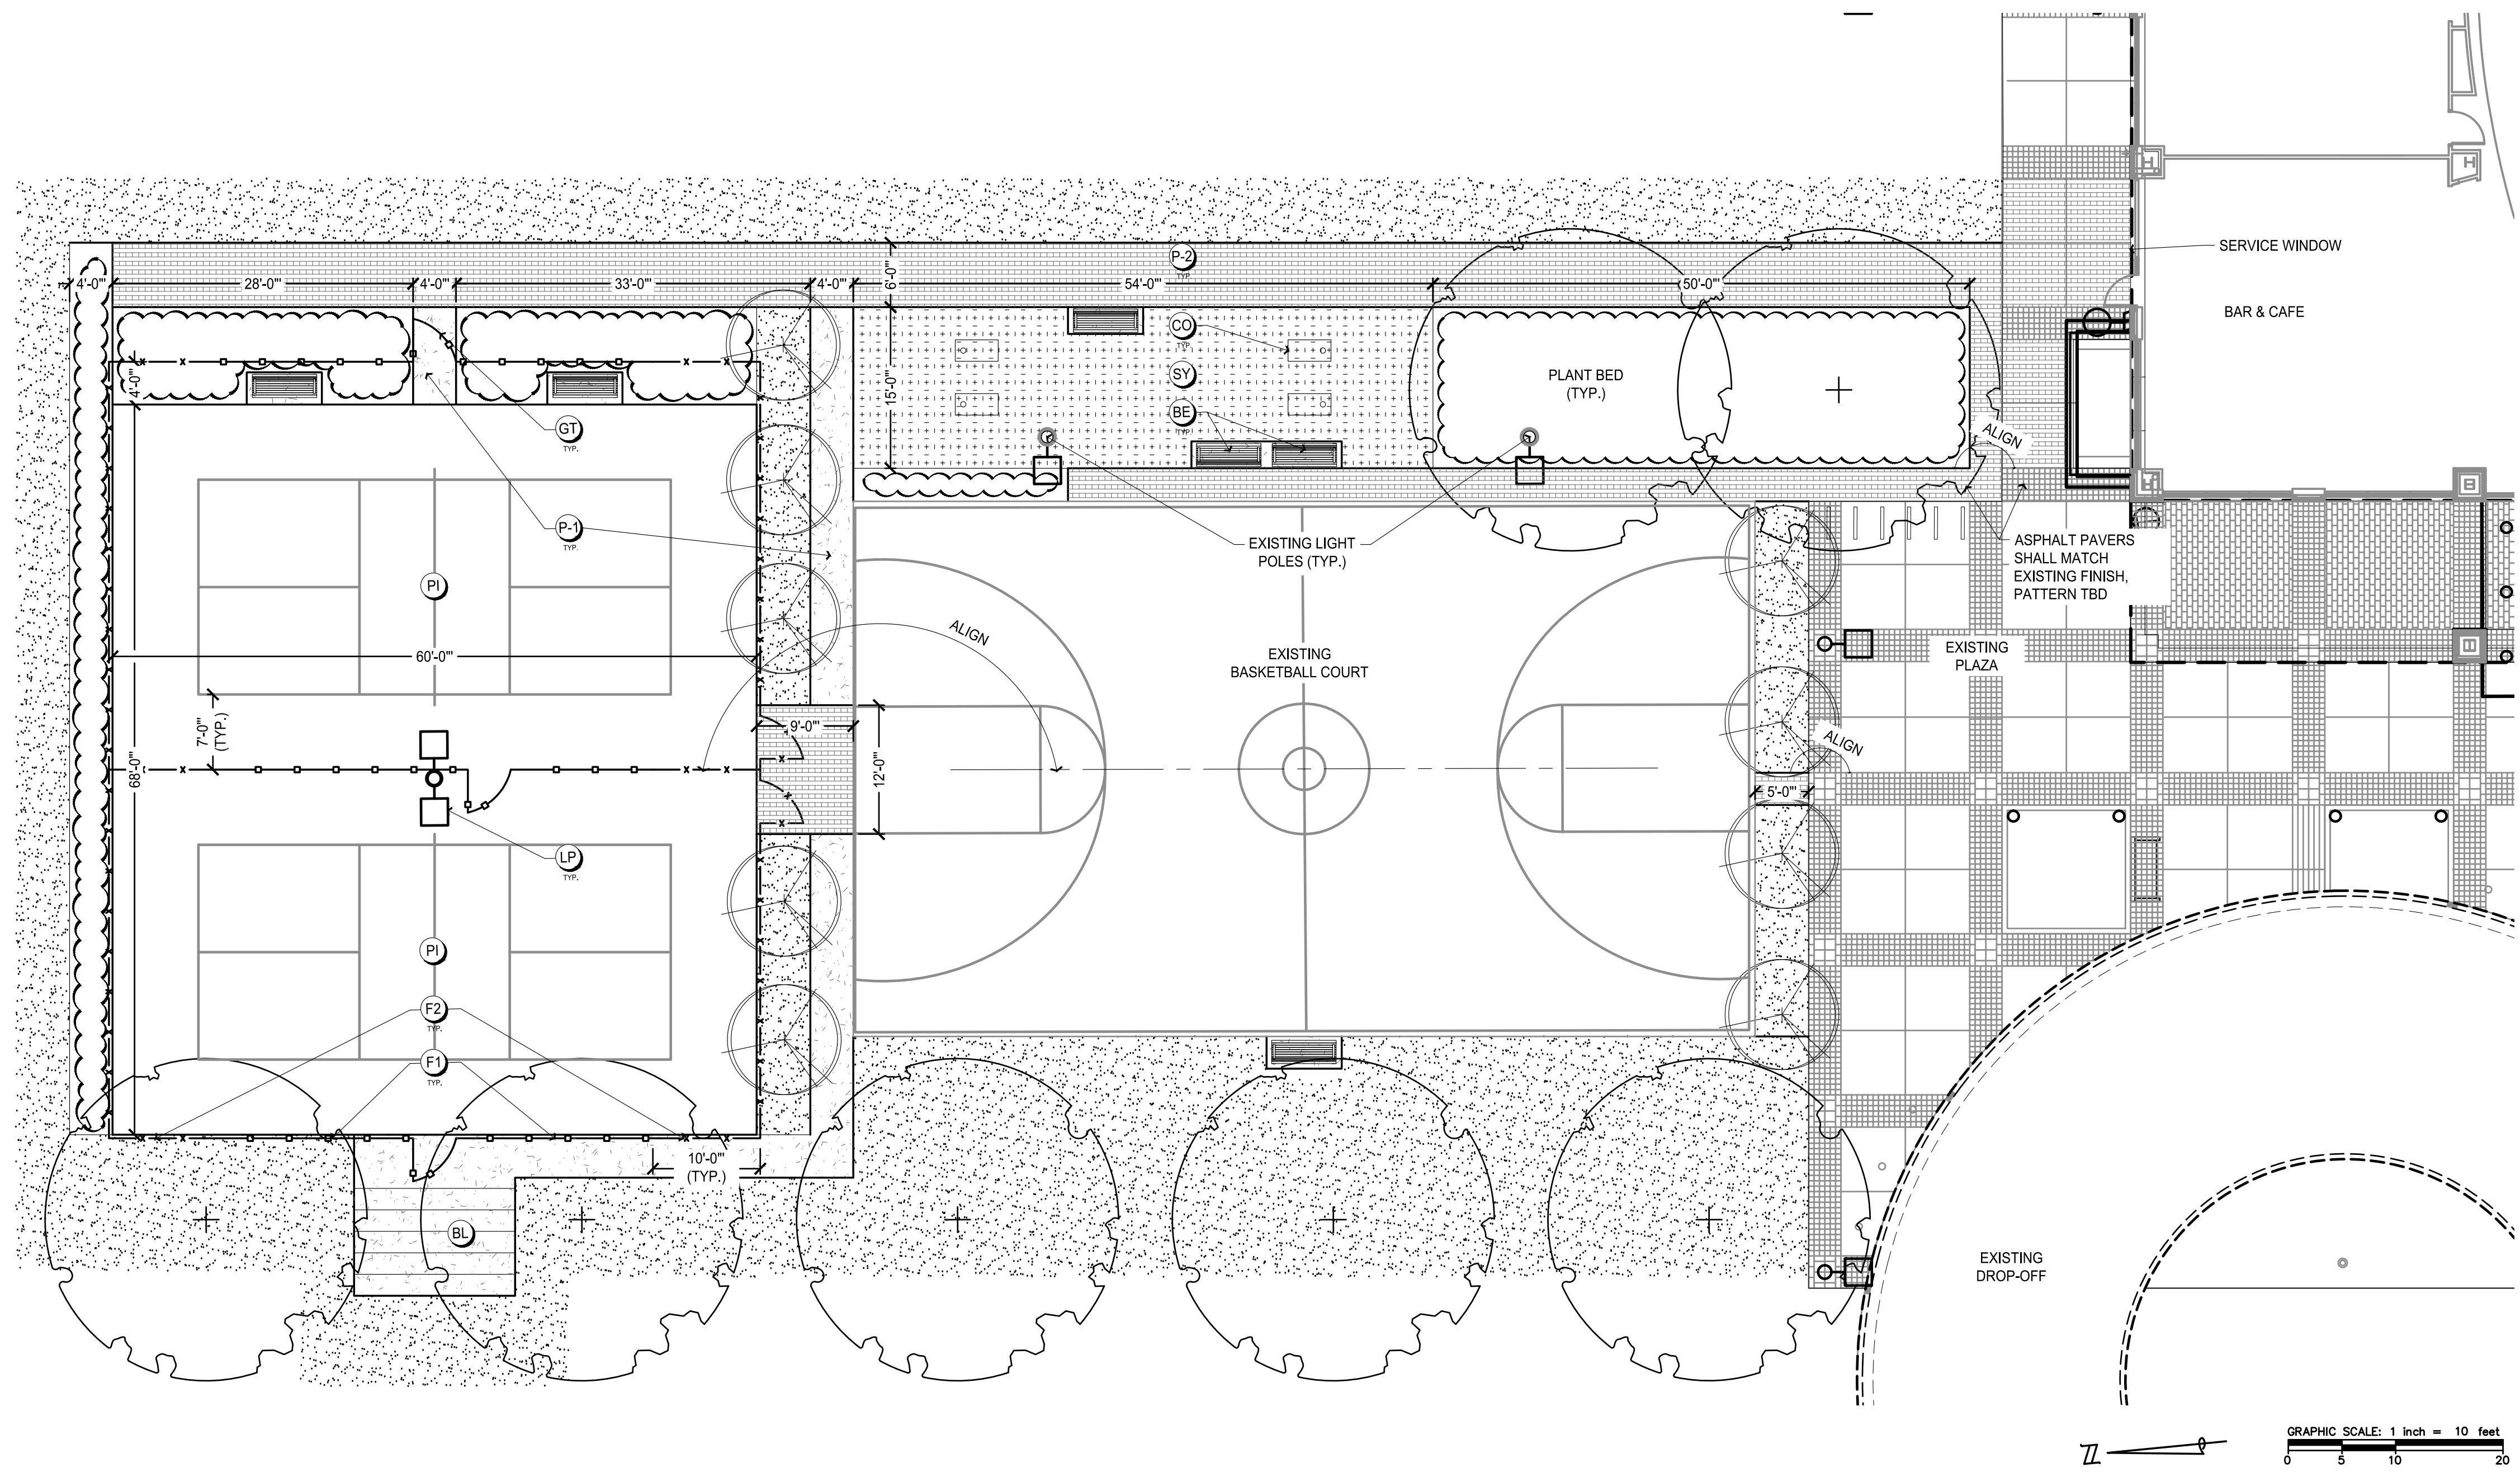 SERVICE WINDOW
P-2
TYP.
4'-0"'
28'-0"'
4'-0"'
33'-0"'
4'-0"'
6'-0"'
54'-0"'
50'-0"'
BAR & CAFE
CO
TYP.
4'-0"'
15'-0"'
SY
PLANT BED
(TYP.)
BE
TYP.
GT
TYP.
ALIGN
P-1
TYP.
EXISTING LIGHT
POLES (TYP.)
ASPHALT PAVERS
SHALL MATCH
EXISTING FINISH,
PATTERN TBD
PI
ALIGN
60'-0"'
EXISTING
BASKETBALL COURT
EXISTING
PLAZA
7'-0"'
(TYP.)
9'-0"'
ALIGN
68'-0"'
12'-0"'
5'-0"'
LP
TYP.
PI
F2
TYP.
F1
TYP.
10'-0"'
(TYP.)
BL
EXISTING
DROP-OFF
H
H
B
B
Z
GRAPHIC SCALE: 1 inch = 10 feet
0 5 10 20